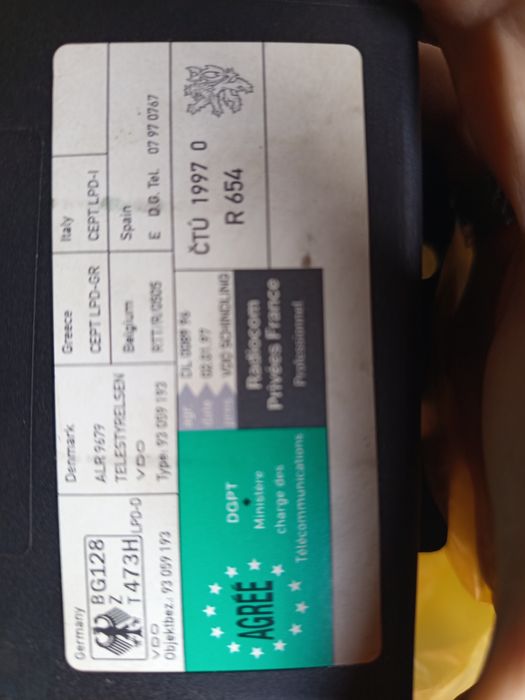 Germany
BG128
Z
T473H
LPD-D
VDO
Objektbez.: 93 059 193
Denmark
ALR 9679
TELESTYRELSEN
VDO
Type: 93 059 193
Greece
CEPT LPD-GR
Italy
CEPT LPD-I
Belgium
RTT/R/0505
Spain
E D.G. Tel. 07 97 0767
AGRÉÉ
DGPT
Ministère
chargé des
Télécommunications
DL 0089 96
02 01 97
VDO SCHINDLING
Radiocom
Privées France
Professionnel
ČTÚ 1997 0
R 654